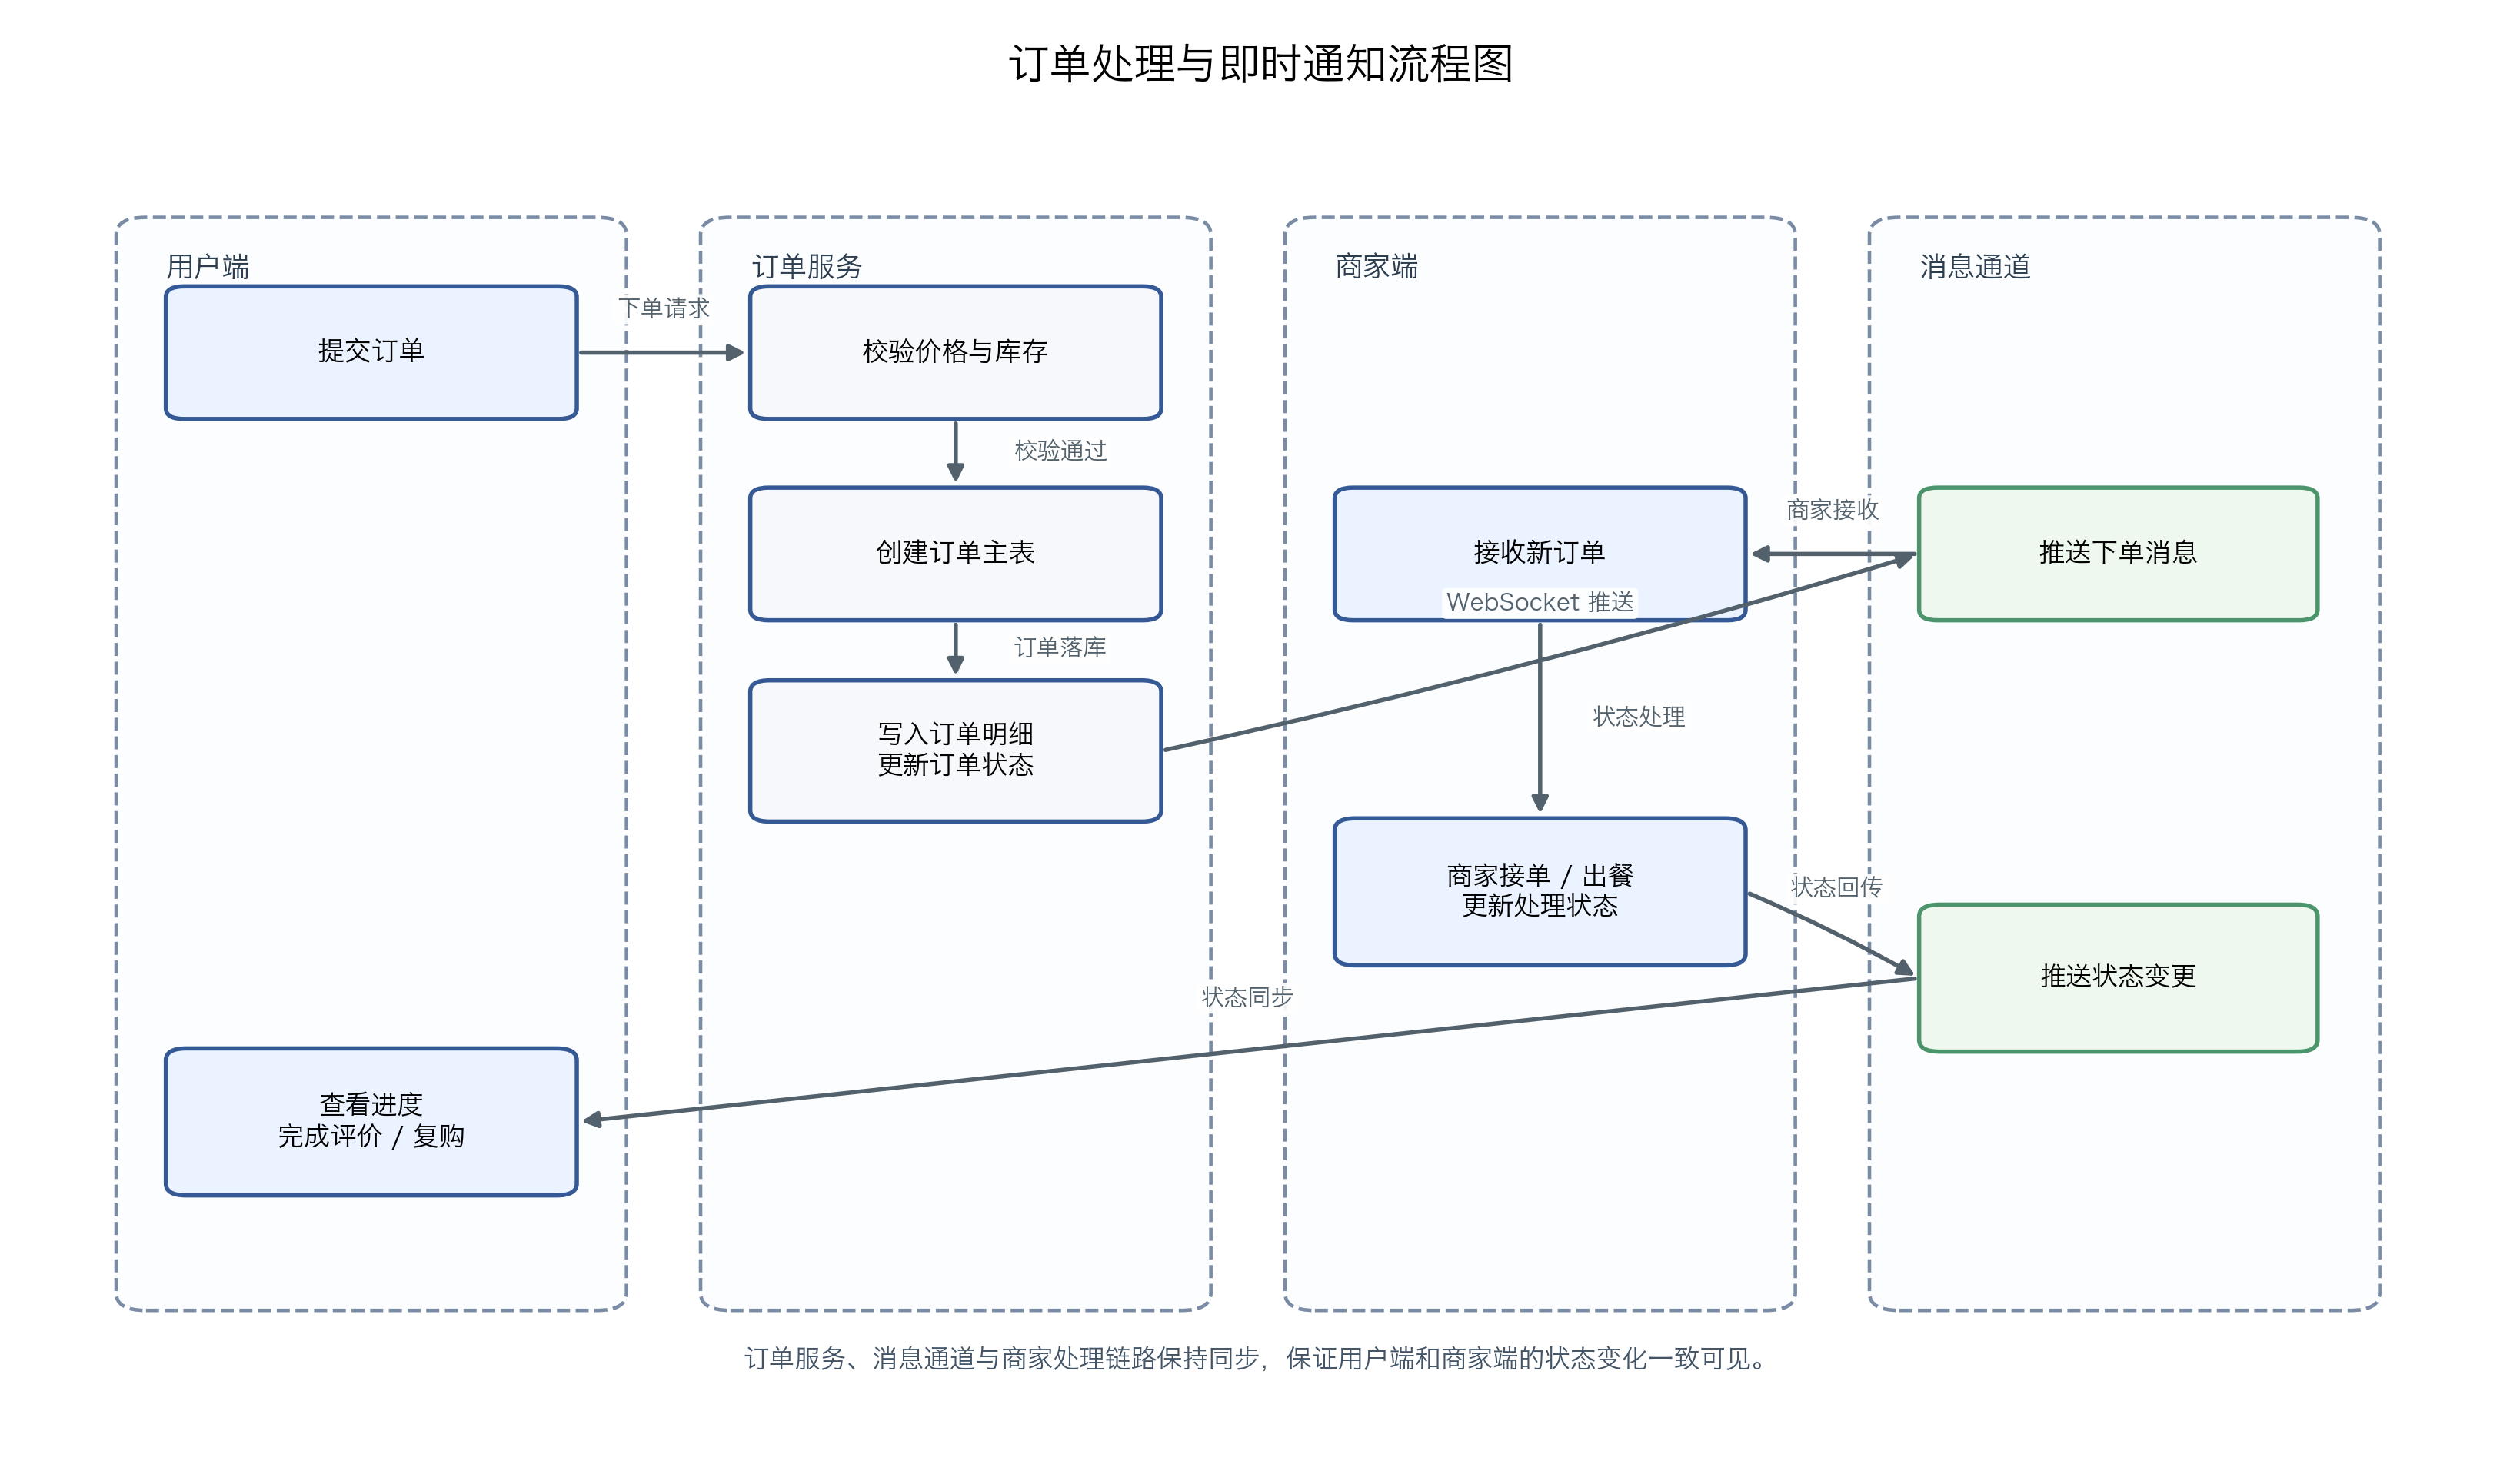 订单处理与即时通知流程图
用户端
订单服务
商家端
消息通道
下单请求
提交订单
校验价格与库存
校验通过
商家接收
创建订单主表
接收新订单
推送下单消息
WebSocket 推送
订单落库
状态处理
写入订单明细
更新订单状态
商家接单 / 出餐
更新处理状态
状态回传
推送状态变更
状态同步
查看进度
完成评价 / 复购
订单服务、消息通道与商家处理链路保持同步，保证用户端和商家端的状态变化一致可见。